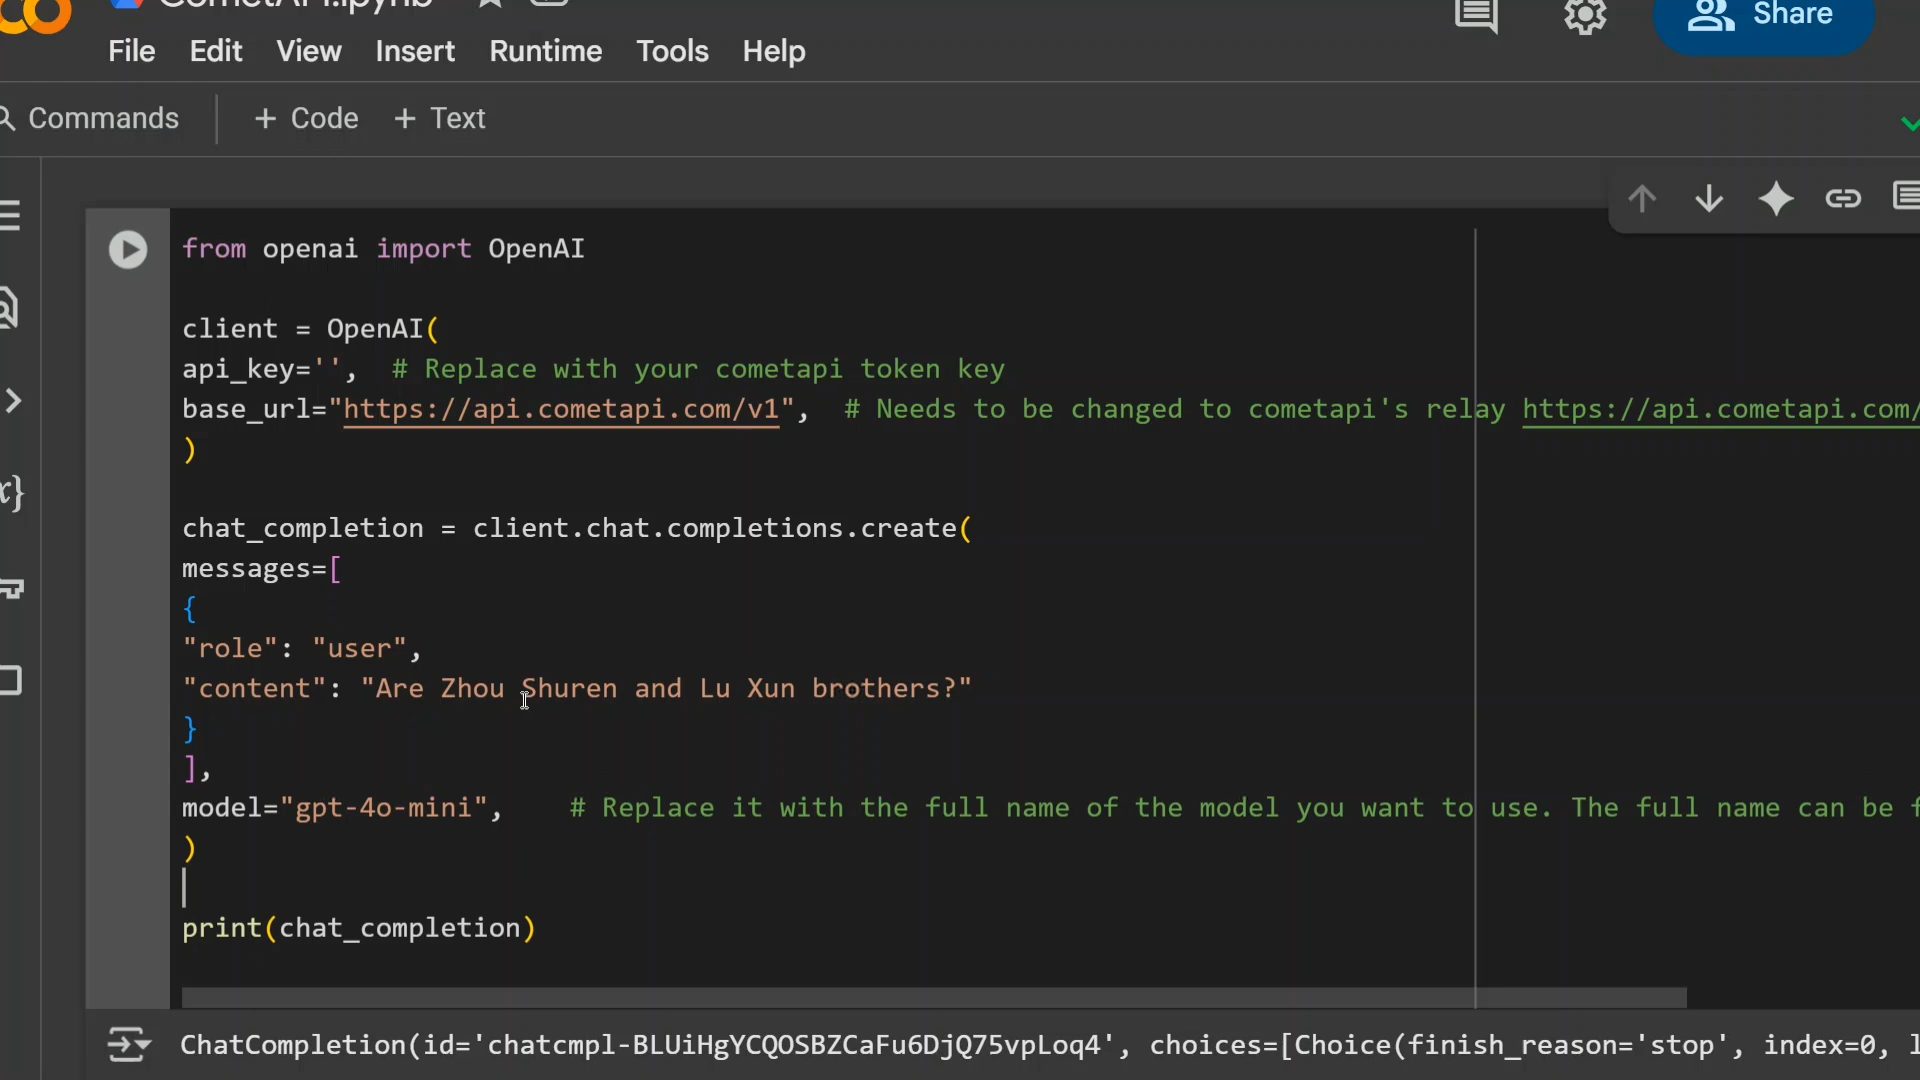 CometAPI.ipynb
File Edit View Insert Runtime Tools Help
Share
Commands + Code + Text
from openai import OpenAI
client = OpenAI(
api_key='', # Replace with your cometapi token key
base_url="https://api.cometapi.com/v1", # Needs to be changed to cometapi's relay https://api.cometapi.com/
)
chat_completion = client.chat.completions.create(
messages=[
{
"role": "user",
"content": "Are Zhou Shuren and Lu Xun brothers?"
}
],
model="gpt-4o-mini", # Replace it with the full name of the model you want to use. The full name can be f
)
print(chat_completion)
ChatCompletion(id='chatcmpl-BLUiHgYCQOSBZCaFu6DjQ75vpLoq4', choices=[Choice(finish_reason='stop', index=0, l